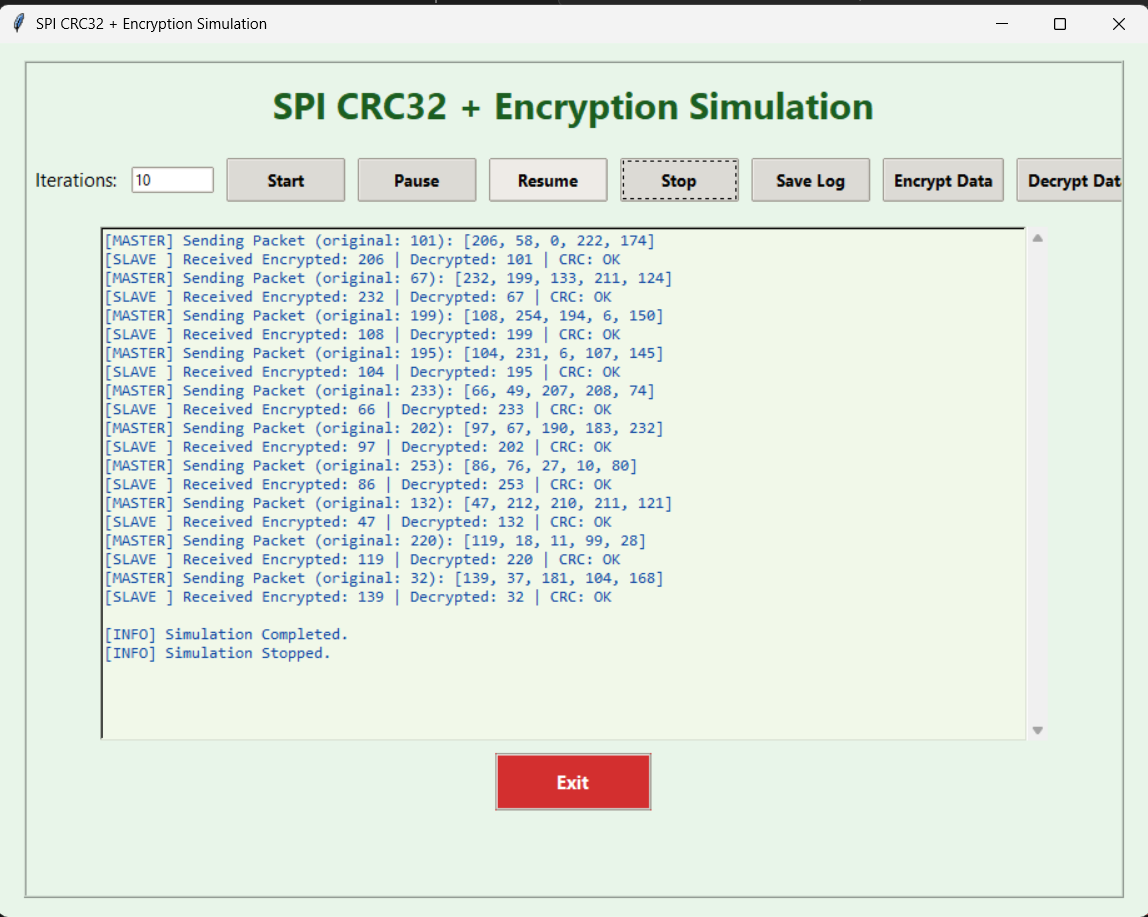 SPI CRC32 + Encryption Simulation
SPI CRC32 + Encryption Simulation
Iterations: 10 Start Pause Resume Stop Save Log Encrypt Data Decrypt Dat
[MASTER] Sending Packet (original: 101): [206, 58, 0, 222, 174]
[SLAVE ] Received Encrypted: 206 | Decrypted: 101 | CRC: OK
[MASTER] Sending Packet (original: 67): [232, 199, 133, 211, 124]
[SLAVE ] Received Encrypted: 232 | Decrypted: 67 | CRC: OK
[MASTER] Sending Packet (original: 199): [108, 254, 194, 6, 150]
[SLAVE ] Received Encrypted: 108 | Decrypted: 199 | CRC: OK
[MASTER] Sending Packet (original: 195): [104, 231, 6, 107, 145]
[SLAVE ] Received Encrypted: 104 | Decrypted: 195 | CRC: OK
[MASTER] Sending Packet (original: 233): [66, 49, 207, 208, 74]
[SLAVE ] Received Encrypted: 66 | Decrypted: 233 | CRC: OK
[MASTER] Sending Packet (original: 202): [97, 67, 190, 183, 232]
[SLAVE ] Received Encrypted: 97 | Decrypted: 202 | CRC: OK
[MASTER] Sending Packet (original: 253): [86, 76, 27, 10, 80]
[SLAVE ] Received Encrypted: 86 | Decrypted: 253 | CRC: OK
[MASTER] Sending Packet (original: 132): [47, 212, 210, 211, 121]
[SLAVE ] Received Encrypted: 47 | Decrypted: 132 | CRC: OK
[MASTER] Sending Packet (original: 220): [119, 18, 11, 99, 28]
[SLAVE ] Received Encrypted: 119 | Decrypted: 220 | CRC: OK
[MASTER] Sending Packet (original: 32): [139, 37, 181, 104, 168]
[SLAVE ] Received Encrypted: 139 | Decrypted: 32 | CRC: OK
[INFO] Simulation Completed.
[INFO] Simulation Stopped.
Exit